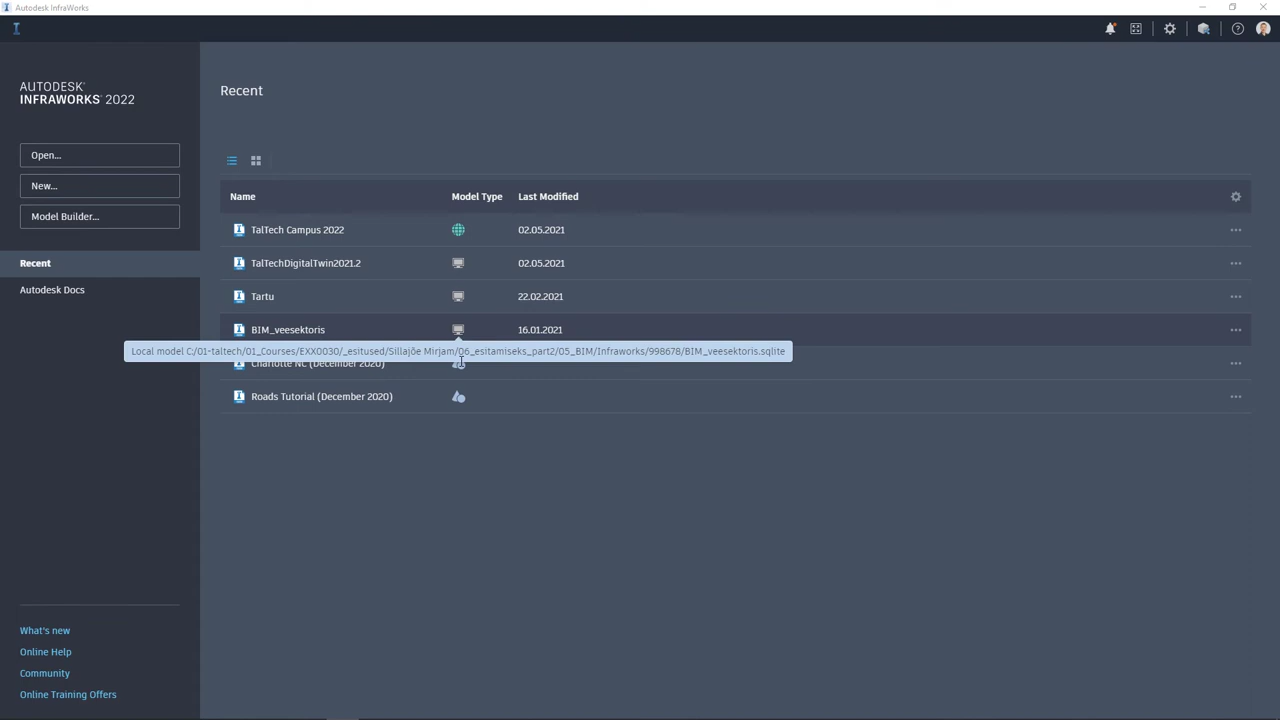 Autodesk InfraWorks
AUTODESK®
INFRAWORKS® 2022
Open...
New...
Model Builder...
Recent
Autodesk Docs
What's new
Online Help
Community
Online Training Offers
Recent
Name Model Type Last Modified
TalTech Campus 2022 02.05.2021
TalTechDigitalTwin2021.2 02.05.2021
Tartu 22.02.2021
BIM_veesektoris 16.01.2021
Local model C:/01-taltech/01_Courses/EXX0030/_esitused/Sillajõe Mirjam/06_esitamiseks_part2/05_BIM/Infraworks/998678/BIM_veesektoris.sqlite
Charlotte NC (December 2020)
Roads Tutorial (December 2020)